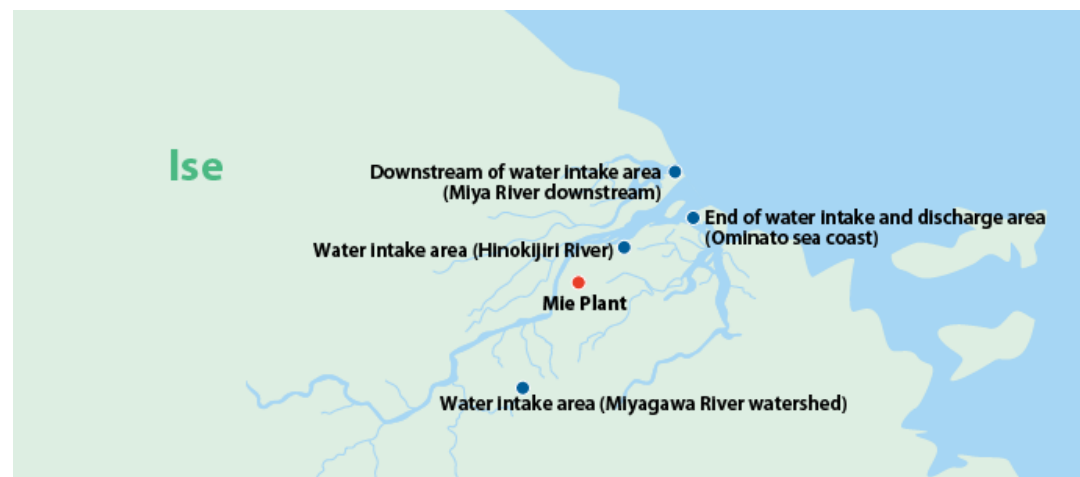 Ise
Downstream of water intake area
(Miya River downstream)
End of water intake and discharge area
(Ominato sea coast)
Water intake area (Hinokijiri River)
Mie Plant
Water intake area (Miyagawa River watershed)